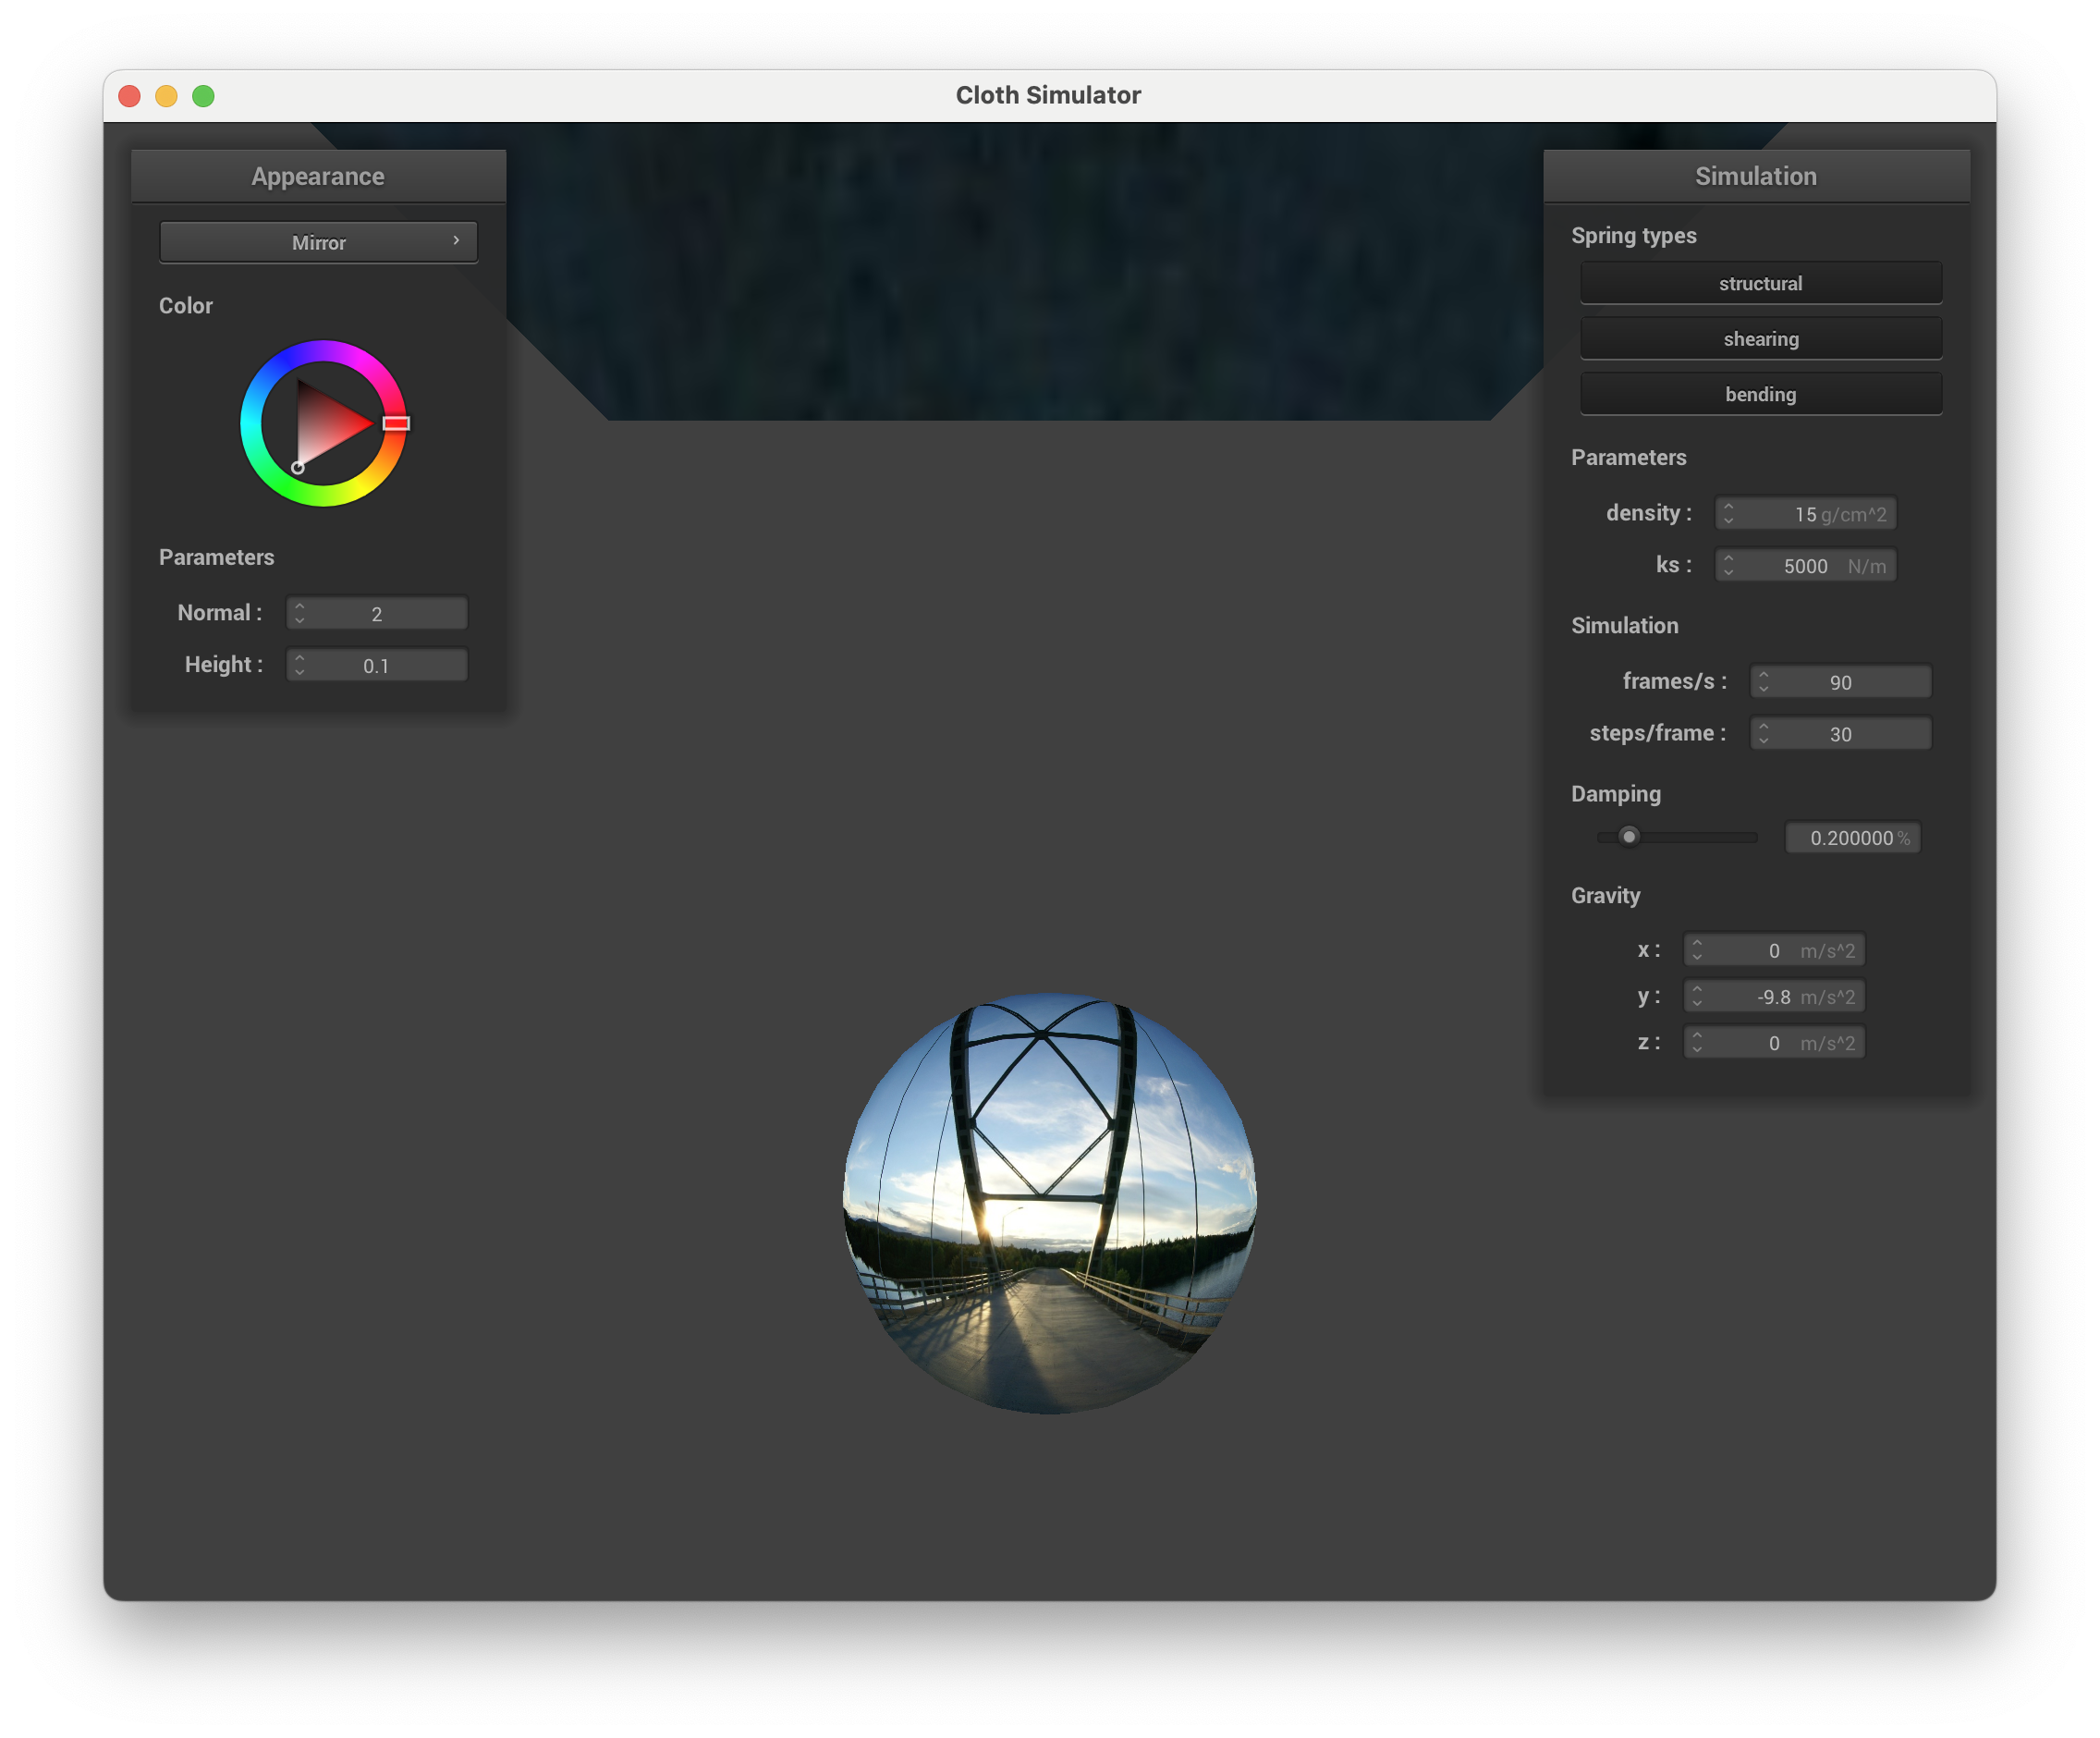 Cloth Simulator
Appearance
Mirror
Color
Parameters
Normal : 2
Height : 0.1
Simulation
Spring types
structural
shearing
bending
Parameters
density : 15 g/cm^2
ks : 5000 N/m
Simulation
frames/s : 90
steps/frame : 30
Damping
0.200000 %
Gravity
x : 0 m/s^2
y : -9.8 m/s^2
z : 0 m/s^2